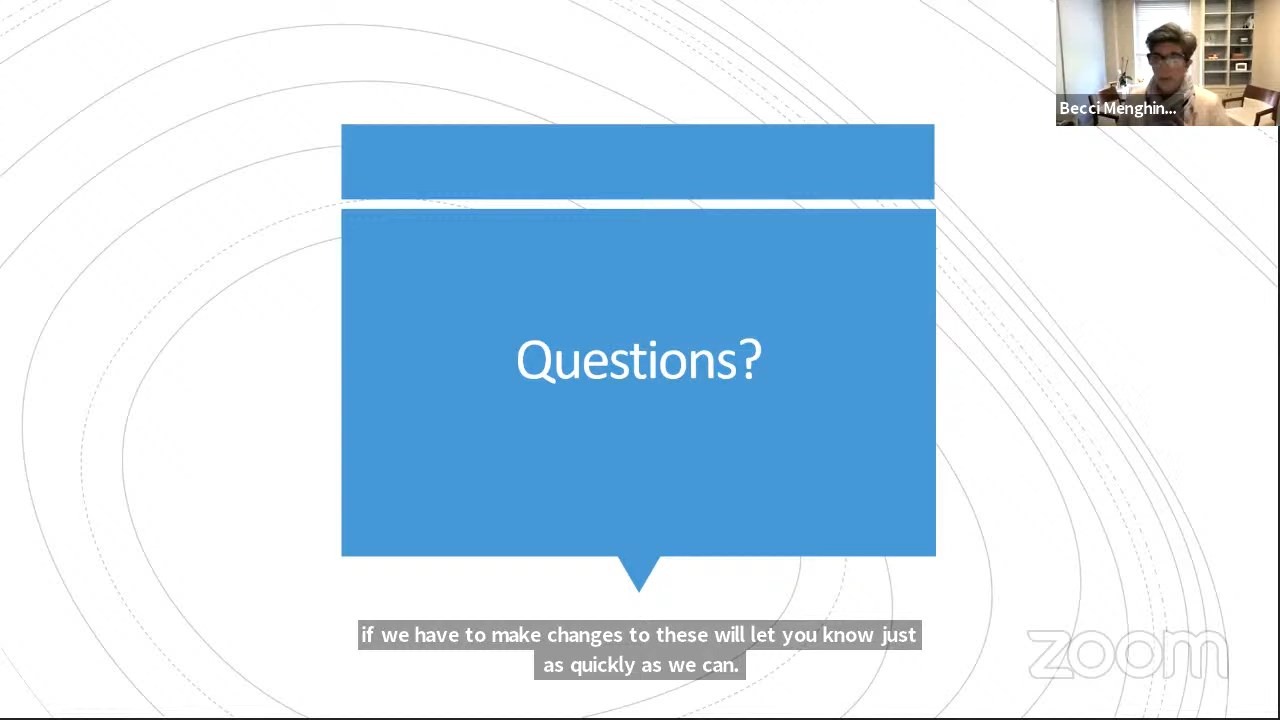 Becci Menghin...
Questions?
if we have to make changes to these will let you know just
as quickly as we can.
zoom